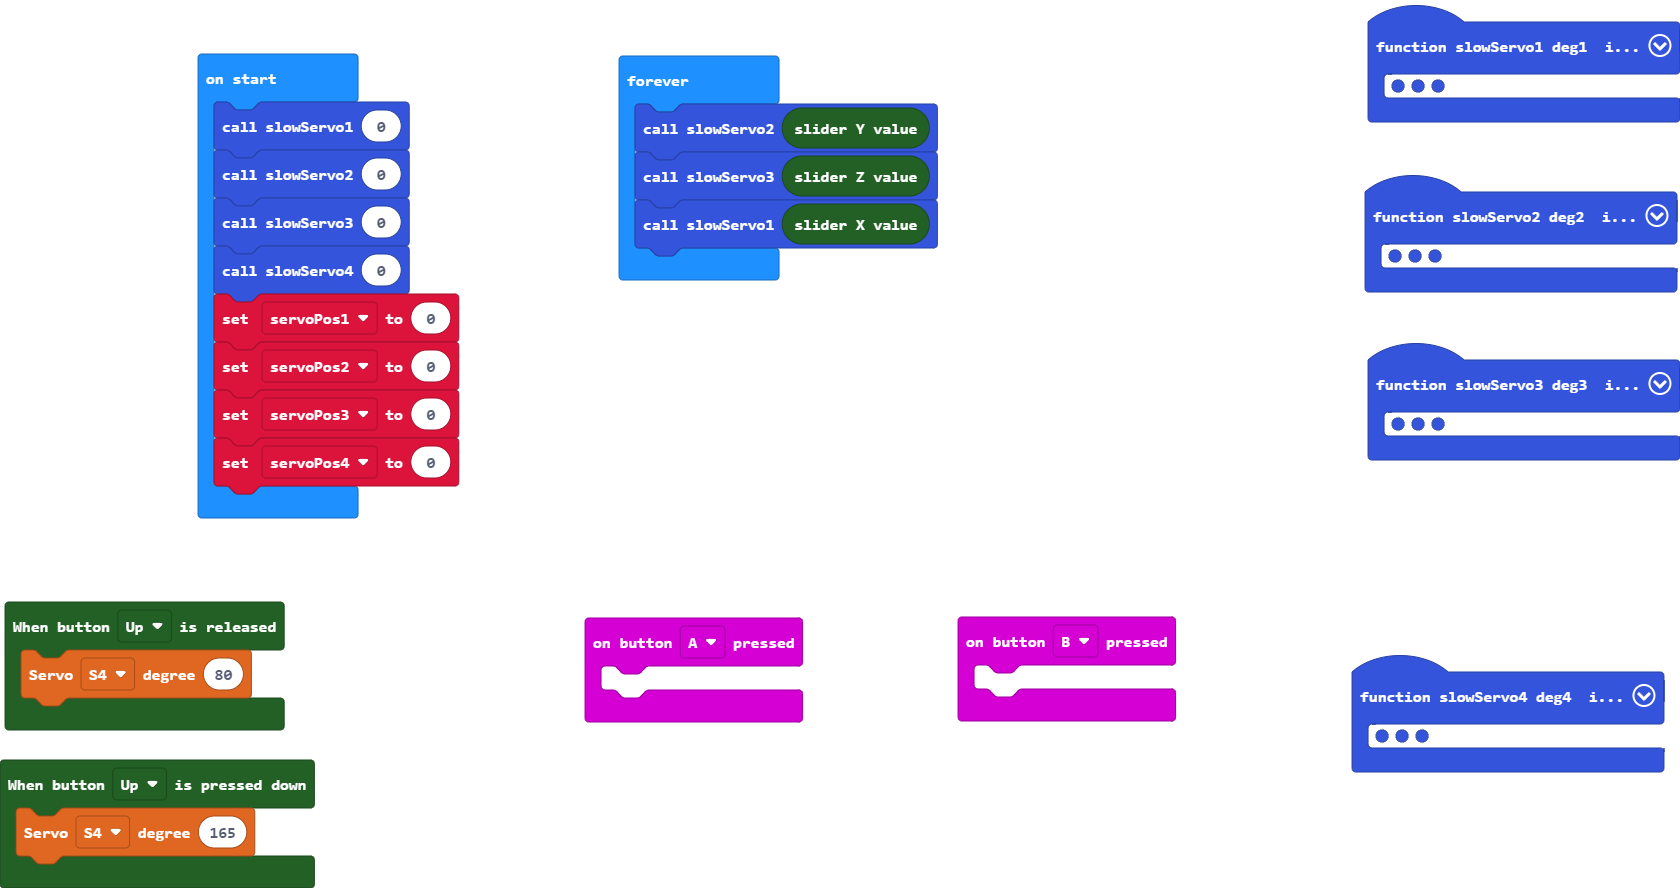 on start
call slowServo1 0
call slowServo2 0
call slowServo3 0
call slowServo4 0
set servoPos1 to 0
set servoPos2 to 0
set servoPos3 to 0
set servoPos4 to 0
forever
call slowServo2 slider Y value
call slowServo3 slider Z value
call slowServo1 slider X value
function slowServo1 deg1 i...
function slowServo2 deg2 i...
function slowServo3 deg3 i...
When button Up is released
Servo S4 degree 80
When button Up is pressed down
Servo S4 degree 165
on button A pressed
on button B pressed
function slowServo4 deg4 i...